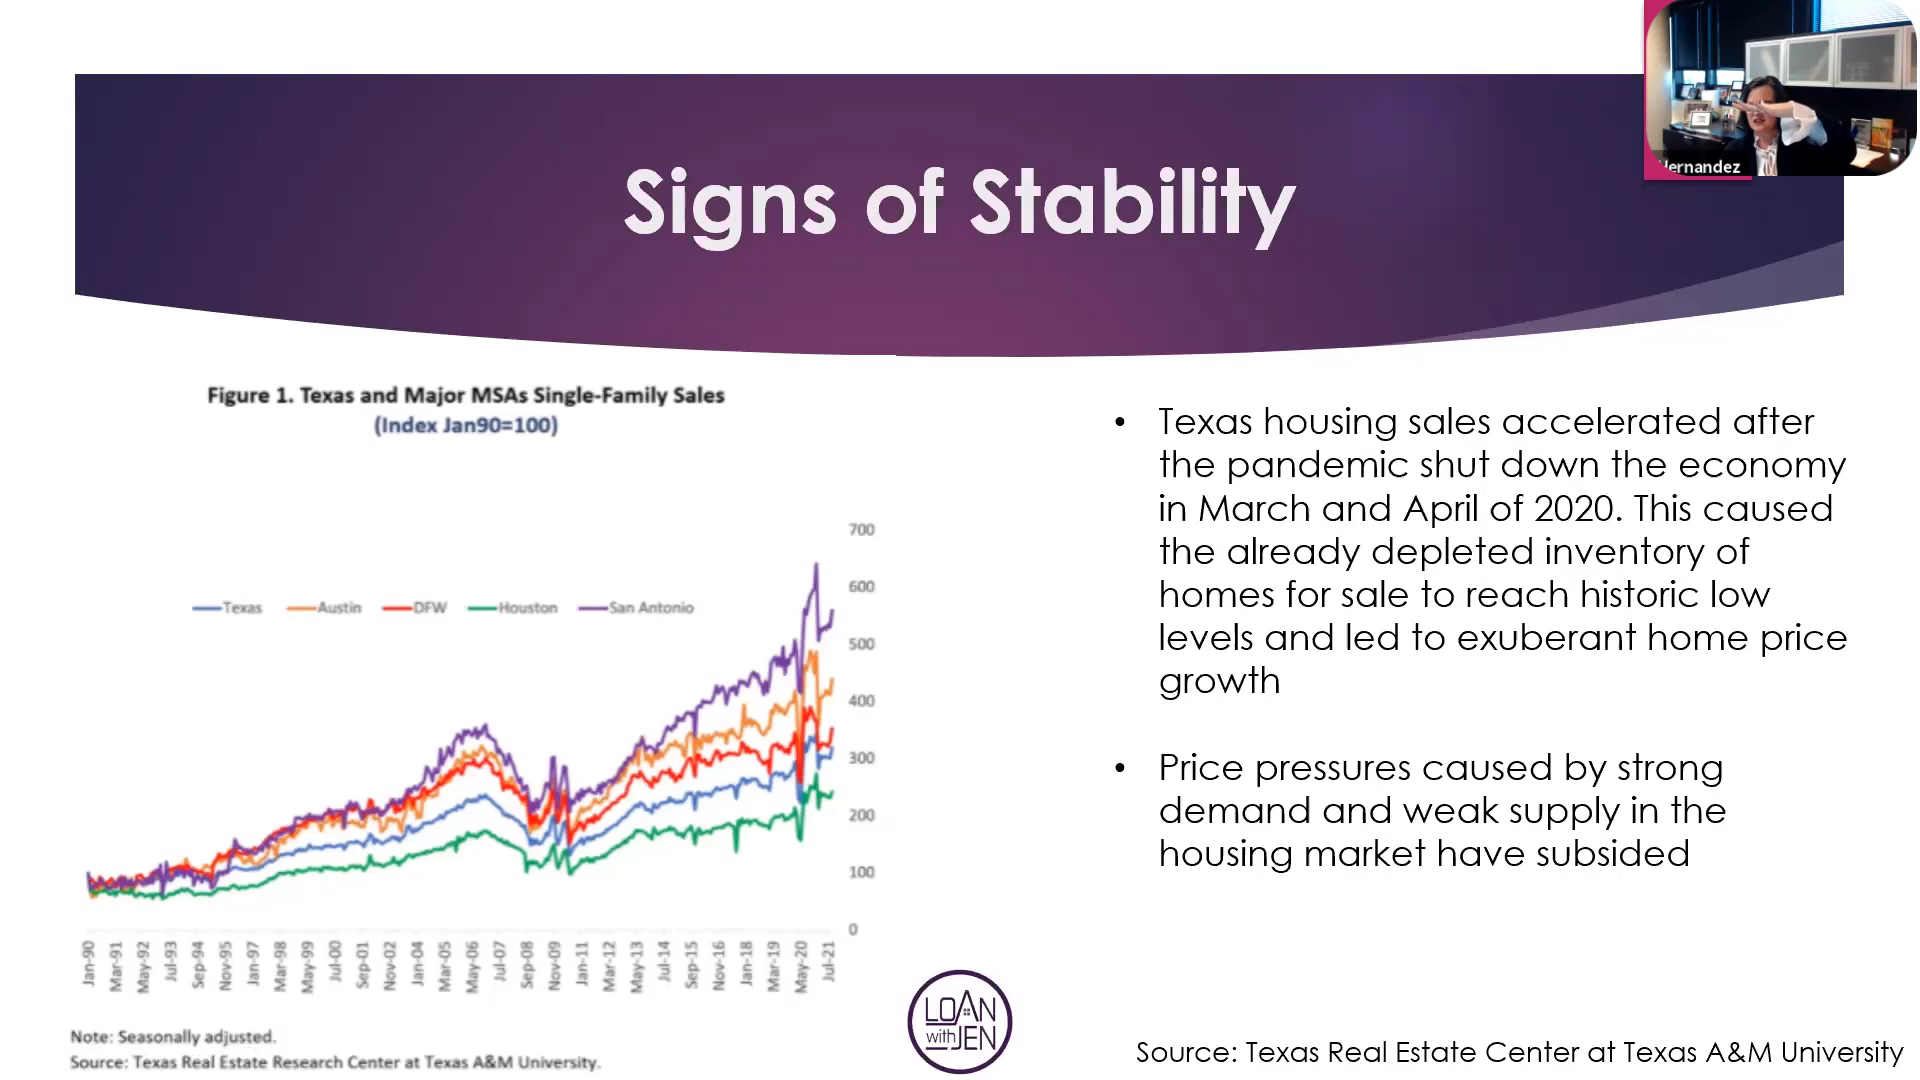 Hernandez
Signs of Stability
Figure 1. Texas and Major MSAs Single-Family Sales
(Index Jan90=100)
700
600
500
400
300
200
100
0
Texas
Austin
DFW
Houston
San Antonio
Jan-90
Mar-91
May-92
Jul-93
Sep-94
Nov-95
Jan-97
Mar-98
May-99
Jul-00
Sep-01
Nov-02
Jan-04
Mar-05
May-06
Jul-07
Sep-08
Nov-09
Jan-11
Mar-12
May-13
Jul-14
Sep-15
Nov-16
Jan-18
Mar-19
May-20
Jul-21
Note: Seasonally adjusted.
Source: Texas Real Estate Research Center at Texas A&M University.
• Texas housing sales accelerated after
the pandemic shut down the economy
in March and April of 2020. This caused
the already depleted inventory of
homes for sale to reach historic low
levels and led to exuberant home price
growth
• Price pressures caused by strong
demand and weak supply in the
housing market have subsided
LOAN
with JEN
Source: Texas Real Estate Center at Texas A&M University